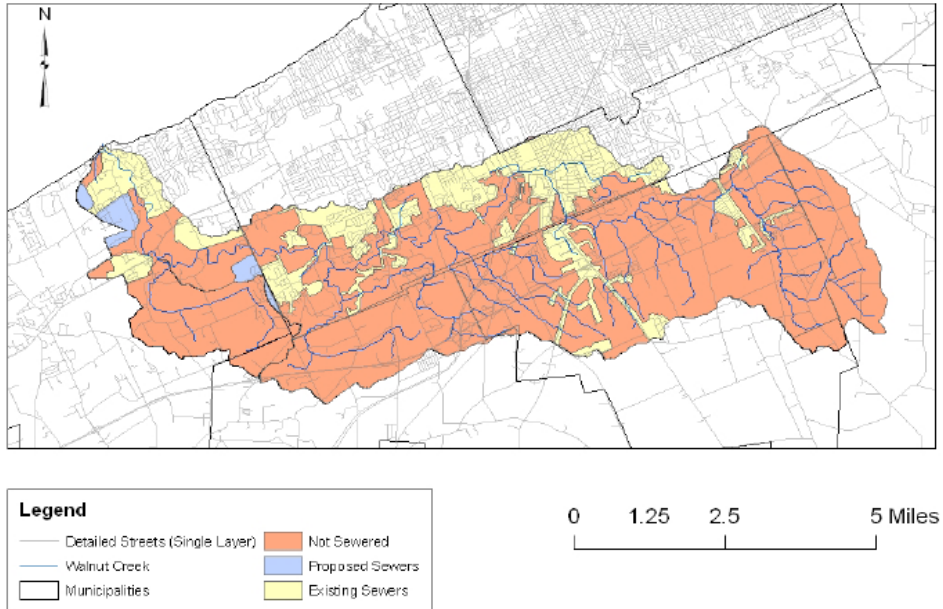 N
Legend
Detailed Streets (Single Layer)
Walnut Creek
Municipalities
Not Sewered
Proposed Sewers
Existing Sewers
0 1.25 2.5 5 Miles